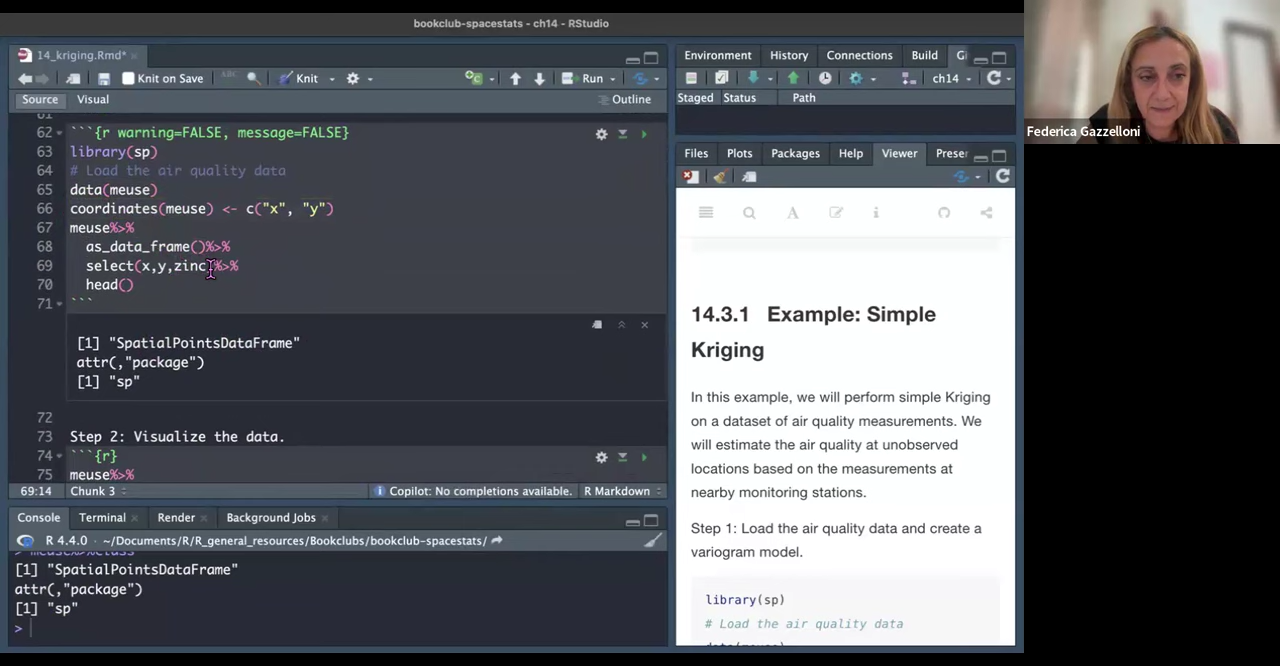 bookclub-spacestats - ch14 - RStudio
14_kriging.Rmd*
Knit on Save
ABC
Knit
Run
Source
Visual
Outline
61
62 ```{r warning=FALSE, message=FALSE}
63 library(sp)
64 # Load the air quality data
65 data(meuse)
66 coordinates(meuse) <- c("x", "y")
67 meuse%>%
68 as_data_frame()%>%
69 select(x,y,zinc)%>%
70 head()
71 ```
[1] "SpatialPointsDataFrame"
attr(,"package")
[1] "sp"
72
73 Step 2: Visualize the data.
74 ```{r}
75 meuse%>%
69:14 Chunk 3
Copilot: No completions available.
R Markdown
Console Terminal Render Background Jobs
R 4.4.0 · ~/Documents/R/R_general_resources/Bookclubs/bookclub-spacestats/
> meuse%>%class
[1] "SpatialPointsDataFrame"
attr(,"package")
[1] "sp"
>
Environment History Connections Build Gi
ch14
Staged Status Path
Files Plots Packages Help Viewer Preser
A
14.3.1 Example: Simple
Kriging
In this example, we will perform simple Kriging
on a dataset of air quality measurements. We
will estimate the air quality at unobserved
locations based on the measurements at
nearby monitoring stations.
Step 1: Load the air quality data and create a
variogram model.
library(sp)
# Load the air quality data
data(meuse)
Federica Gazzelloni